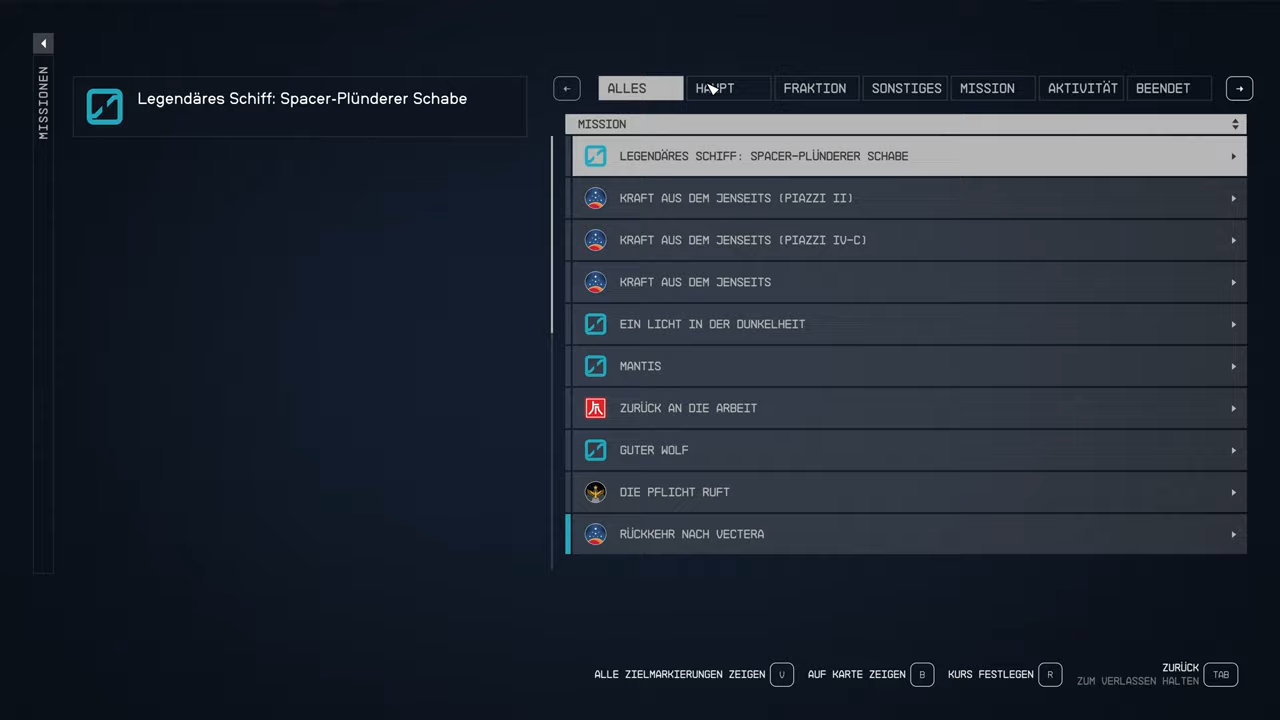 MISSIONEN
Legendäres Schiff: Spacer-Plünderer Schabe
ALLES HAUPT FRAKTION SONSTIGES MISSION AKTIVITÄT BEENDET
MISSION
LEGENDÄRES SCHIFF: SPACER-PLÜNDERER SCHABE
KRAFT AUS DEM JENSEITS (PIAZZI II)
KRAFT AUS DEM JENSEITS (PIAZZI IV-C)
KRAFT AUS DEM JENSEITS
EIN LICHT IN DER DUNKELHEIT
MANTIS
ZURÜCK AN DIE ARBEIT
GUTER WOLF
DIE PFLICHT RUFT
RÜCKKEHR NACH VECTERA
ALLE ZIELMARKIERUNGEN ZEIGEN V AUF KARTE ZEIGEN B KURS FESTLEGEN R ZURÜCK TAB
ZUM VERLASSEN HALTEN